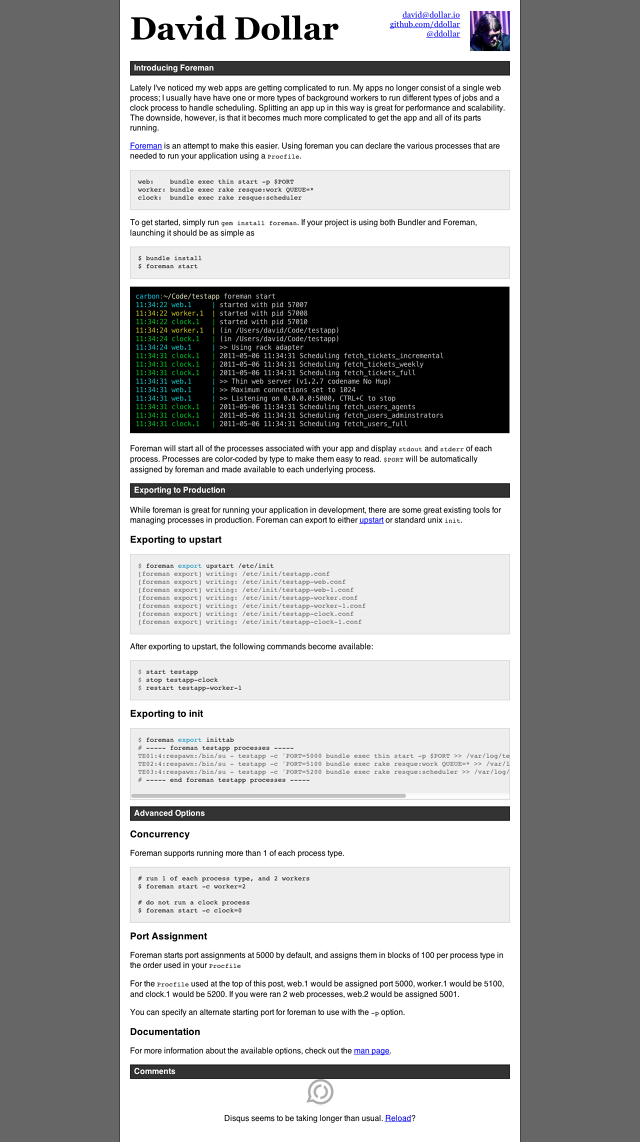 David Dollar
david@dollar.io
github.com/ddollar
@ddollar
Introducing Foreman
Lately I've noticed my web apps are getting complicated to run. My apps no longer consist of a single web
process; I usually have have one or more types of background workers to run different types of jobs and a
clock process to handle scheduling. Splitting an app up in this way is great for performance and scalability.
The downside, however, is that it becomes much more complicated to get the app and all of its parts
running.
Foreman is an attempt to make this easier. Using foreman you can declare the various processes that are
needed to run your application using a Procfile.
web:    bundle exec thin start -p $PORT
worker: bundle exec rake resque:work QUEUE=*
clock:  bundle exec rake resque:scheduler
To get started, simply run gem install foreman. If your project is using both Bundler and Foreman,
launching it should be as simple as
$ bundle install
$ foreman start
carbon:~/Code/testapp foreman start
11:34:22 web.1     | started with pid 57007
11:34:22 worker.1  | started with pid 57008
11:34:22 clock.1   | started with pid 57010
11:34:24 worker.1  | (in /Users/david/Code/testapp)
11:34:24 clock.1   | (in /Users/david/Code/testapp)
11:34:24 web.1     | >> Using rack adapter
11:34:31 clock.1   | 2011-05-06 11:34:31 Scheduling fetch_tickets_incremental
11:34:31 clock.1   | 2011-05-06 11:34:31 Scheduling fetch_tickets_weekly
11:34:31 clock.1   | 2011-05-06 11:34:31 Scheduling fetch_tickets_full
11:34:31 web.1     | >> Thin web server (v1.2.7 codename No Hup)
11:34:31 web.1     | >> Maximum connections set to 1024
11:34:31 web.1     | >> Listening on 0.0.0.0:5000, CTRL+C to stop
11:34:31 clock.1   | 2011-05-06 11:34:31 Scheduling fetch_users_agents
11:34:31 clock.1   | 2011-05-06 11:34:31 Scheduling fetch_users_adminstrators
11:34:31 clock.1   | 2011-05-06 11:34:31 Scheduling fetch_users_full
Foreman will start all of the processes associated with your app and display stdout and stderr of each
process. Processes are color-coded by type to make them easy to read. $PORT will be automatically
assigned by foreman and made available to each underlying process.
Exporting to Production
While foreman is great for running your application in development, there are some great existing tools for
managing processes in production. Foreman can export to either upstart or standard unix init.
Exporting to upstart
$ foreman export upstart /etc/init
[foreman export] writing: /etc/init/testapp.conf
[foreman export] writing: /etc/init/testapp-web.conf
[foreman export] writing: /etc/init/testapp-web-1.conf
[foreman export] writing: /etc/init/testapp-worker.conf
[foreman export] writing: /etc/init/testapp-worker-1.conf
[foreman export] writing: /etc/init/testapp-clock.conf
[foreman export] writing: /etc/init/testapp-clock-1.conf
After exporting to upstart, the following commands become available:
$ start testapp
$ stop testapp-clock
$ restart testapp-worker-1
Exporting to init
$ foreman export inittab
# ----- foreman testapp processes -----
TE01:4:respawn:/bin/su - testapp -c 'PORT=5000 bundle exec thin start -p $PORT >> /var/log/te
TE02:4:respawn:/bin/su - testapp -c 'PORT=5100 bundle exec rake resque:work QUEUE=* >> /var/l
TE03:4:respawn:/bin/su - testapp -c 'PORT=5200 bundle exec rake resque:scheduler >> /var/log/
# ----- end foreman testapp processes -----
Advanced Options
Concurrency
Foreman supports running more than 1 of each process type.
# run 1 of each process type, and 2 workers
$ foreman start -c worker=2
# do not run a clock process
$ foreman start -c clock=0
Port Assignment
Foreman starts port assignments at 5000 by default, and assigns them in blocks of 100 per process type in
the order used in your Procfile
For the Procfile used at the top of this post, web.1 would be assigned port 5000, worker.1 would be 5100,
and clock.1 would be 5200. If you were ran 2 web processes, web.2 would be assigned 5001.
You can specify an alternate starting port for foreman to use with the -p option.
Documentation
For more information about the available options, check out the man page.
Comments
Disqus seems to be taking longer than usual. Reload?